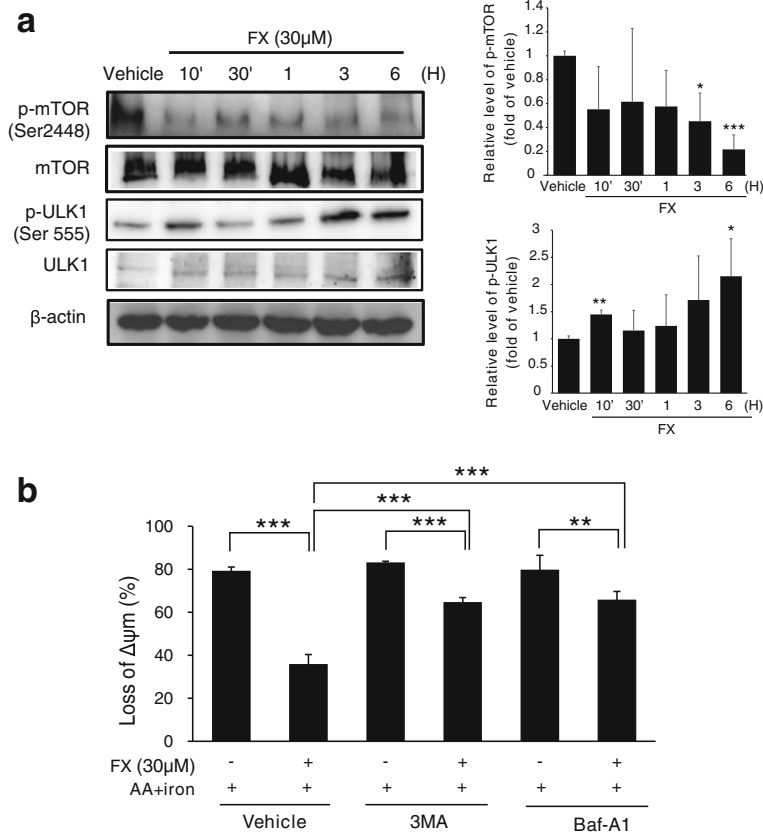 a
FX (30μM)
Vehicle 10' 30' 1 3 6 (H)
p-mTOR
(Ser2448)
mTOR
p-ULK1
(Ser 555)
ULK1
β-actin
Relative level of p-mTOR
(fold of vehicle)
1.4
1.2
1.0
0.8
0.6
0.4
0.2
0
*
***
Vehicle 10' 30' 1 3 6 (H)
FX
Relative level of p-ULK1
(fold of vehicle)
3
2.5
2
1.5
1
0.5
0
**
*
Vehicle 10' 30' 1 3 6 (H)
FX
b
***
***
*** *** **
Loss of Δψm (%)
100
80
60
40
20
0
FX (30μM) - + - + - +
AA+iron + + + + + +
Vehicle 3MA Baf-A1